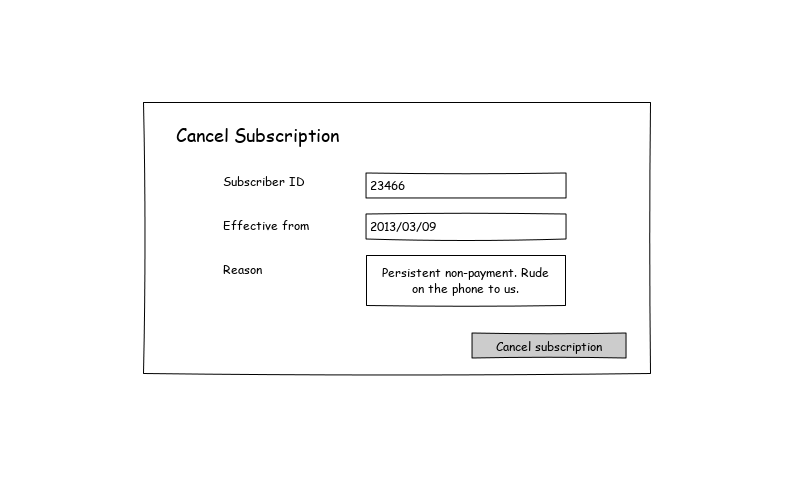 Cancel Subscription
Subscriber ID
23466
Effective from
2013/03/09
Reason
Persistent non-payment. Rude
on the phone to us.
Cancel subscription